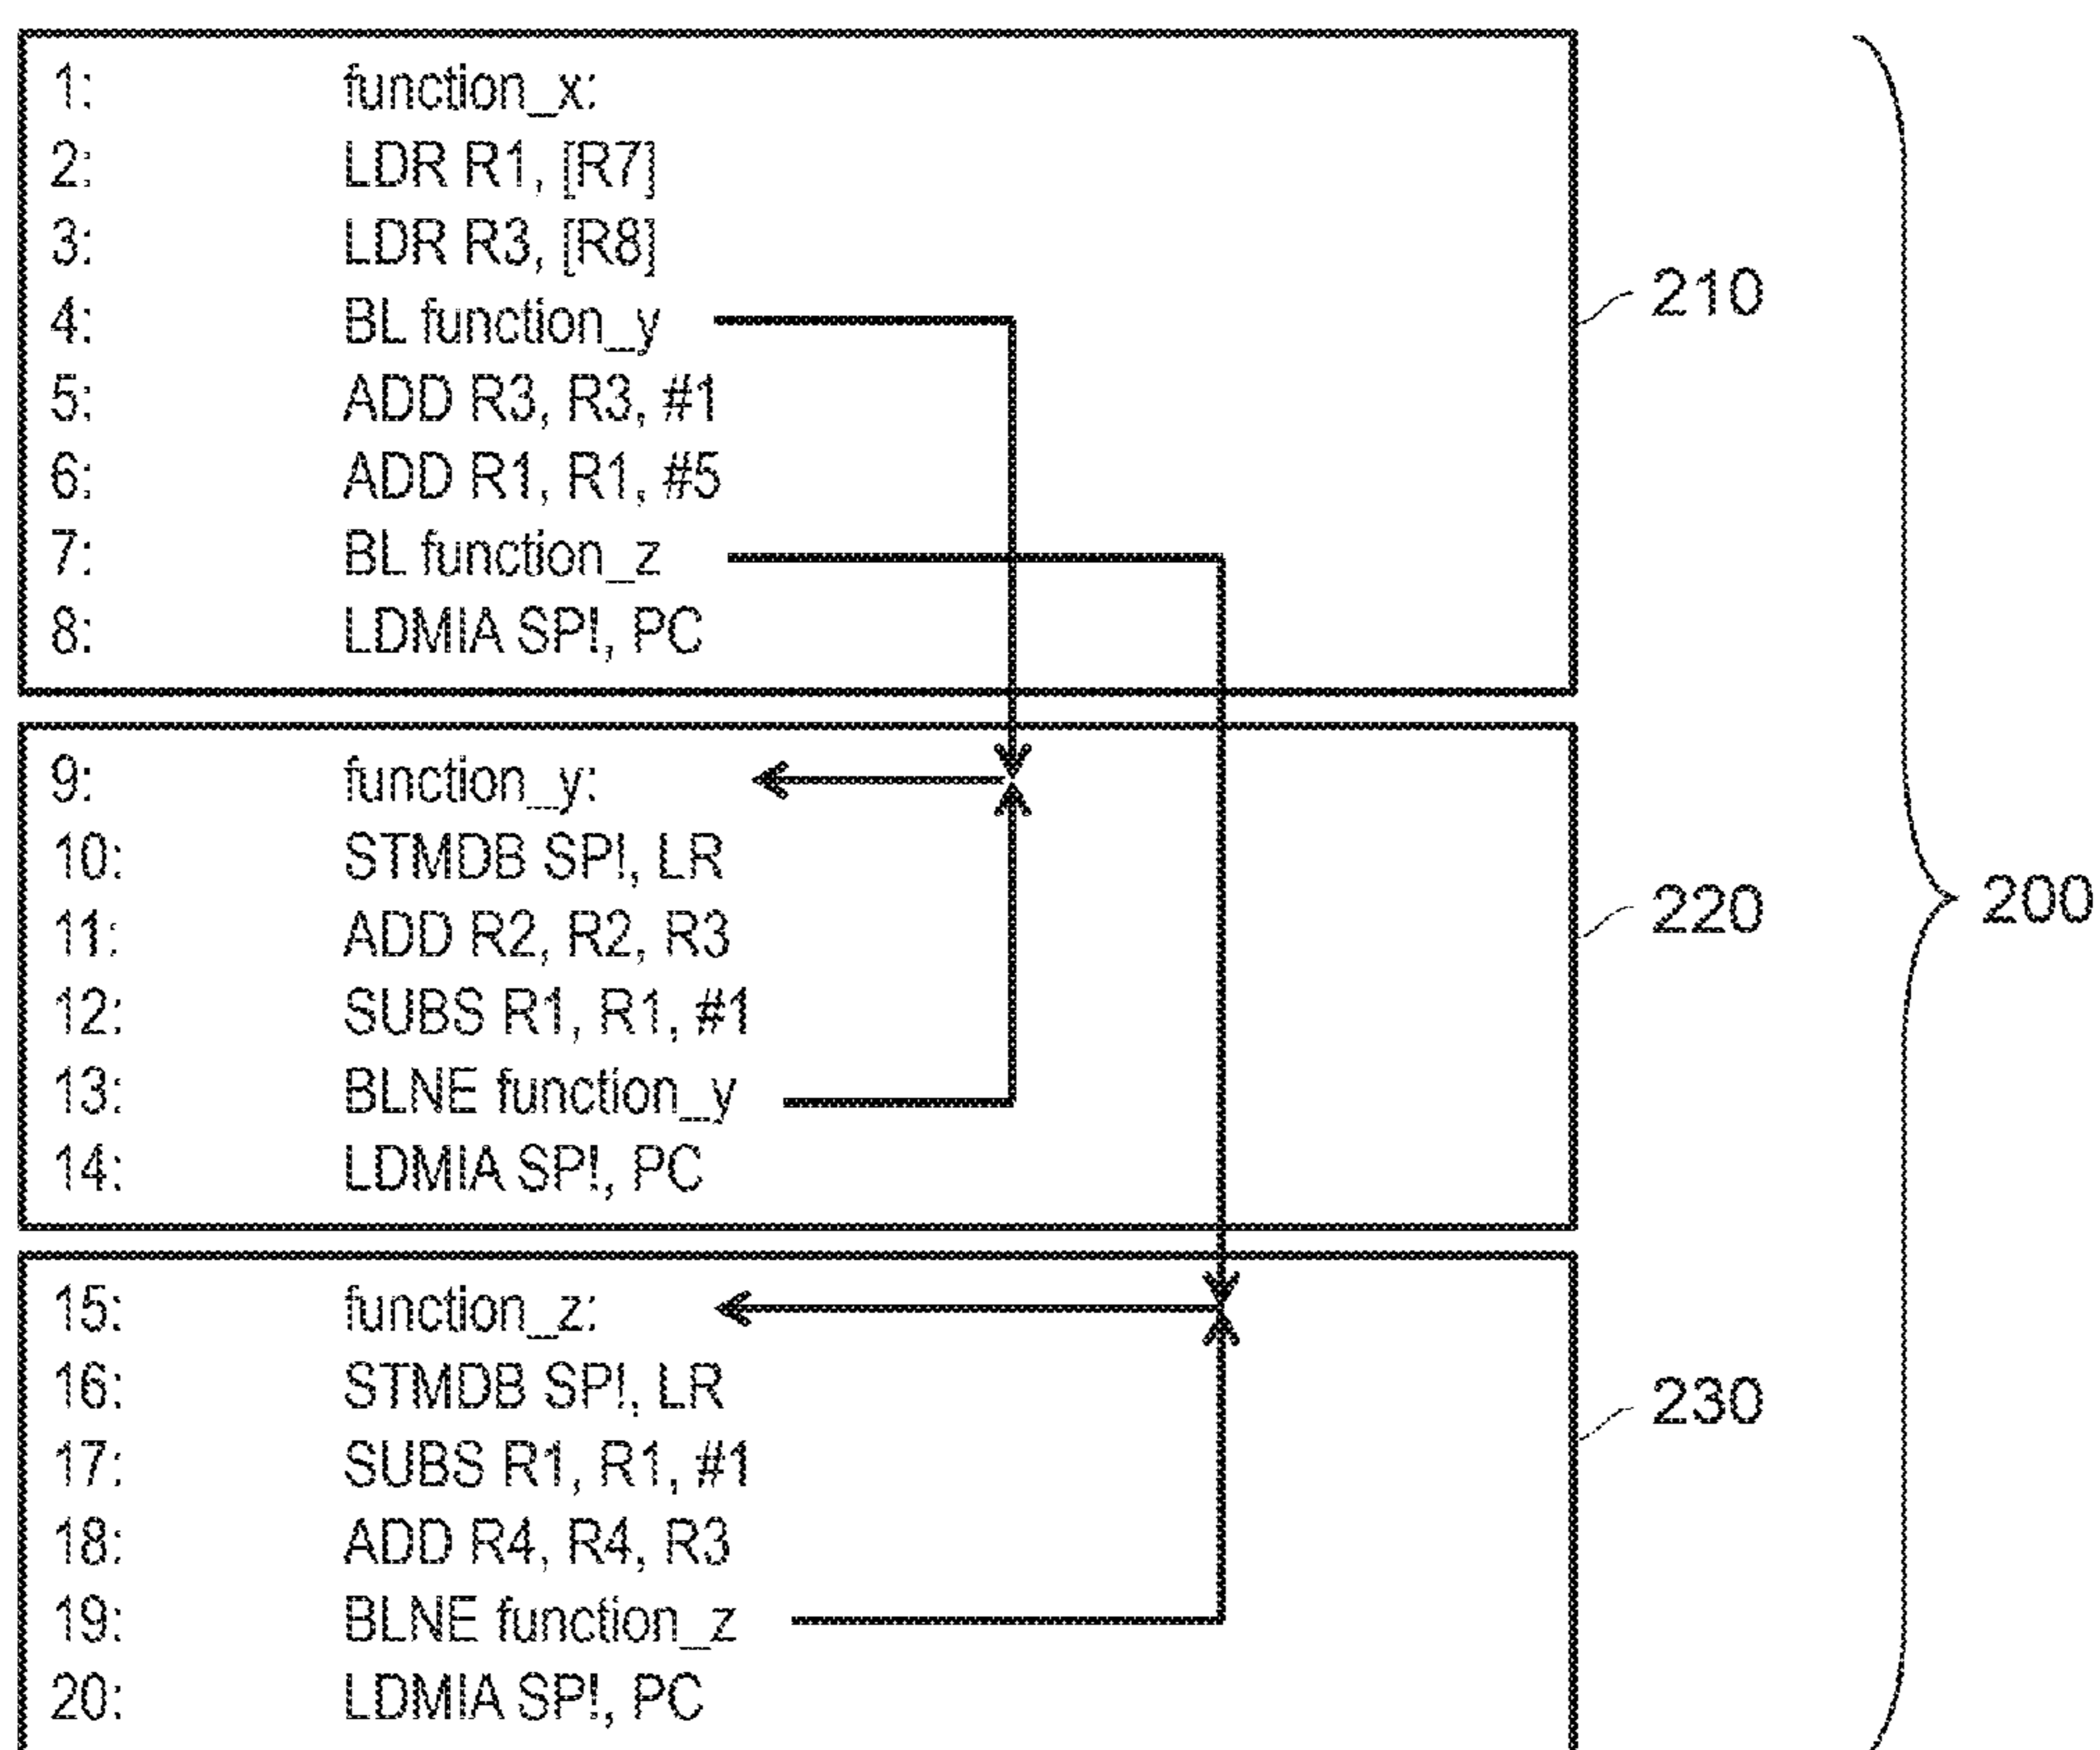 1: function_x:
2: LDR R1, [R7]
3: LDR R3, [R8]
4: BL function_y
5: ADD R3, R3, #1
6: ADD R1, R1, #5
7: BL function_z
8: LDMIA SP!, PC
210
9: function_y:
10: STMDB SP!, LR
11: ADD R2, R2, R3
12: SUBS R1, R1, #1
13: BLNE function_y
14: LDMIA SP!, PC
220
200
15: function_z:
16: STMDB SP!, LR
17: SUBS R1, R1, #1
18: ADD R4, R4, R3
19: BLNE function_z
20: LDMIA SP!, PC
230